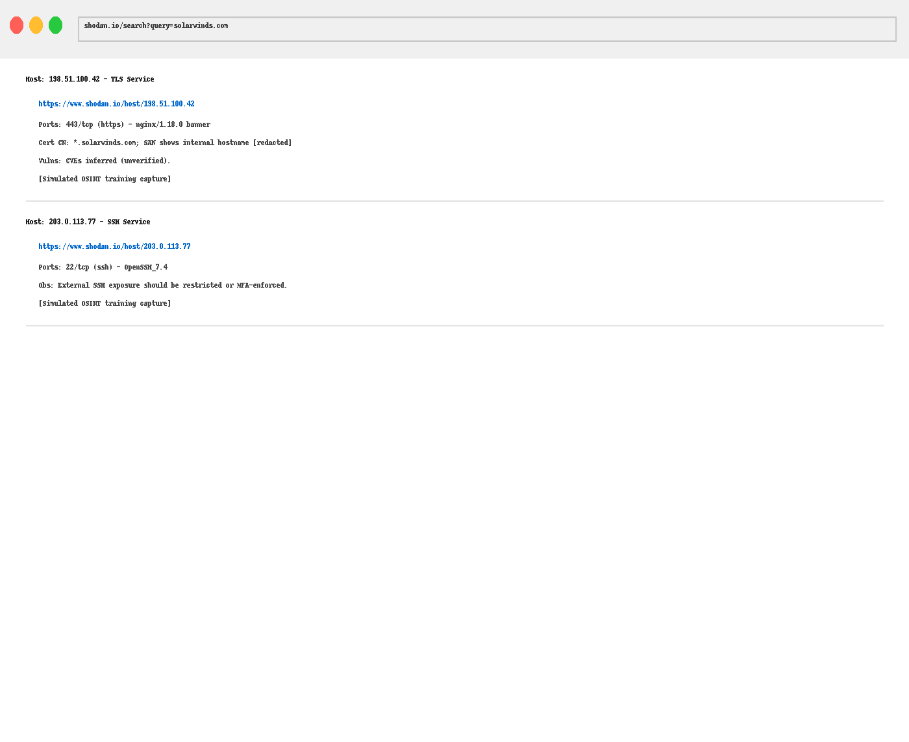 shodan.io/search?query=solarwinds.com
Host: 198.51.100.42 - TLS Service
https://www.shodan.io/host/198.51.100.42
Ports: 443/tcp (https) - nginx/1.18.0 banner
Cert CN: *.solarwinds.com; SAN shows internal hostname [redacted]
Vulns: CVEs inferred (unverified).
[Simulated OSINT training capture]
Host: 203.0.113.77 - SSH Service
https://www.shodan.io/host/203.0.113.77
Ports: 22/tcp (ssh) - OpenSSH_7.4
Obs: External SSH exposure should be restricted or MFA-enforced.
[Simulated OSINT training capture]